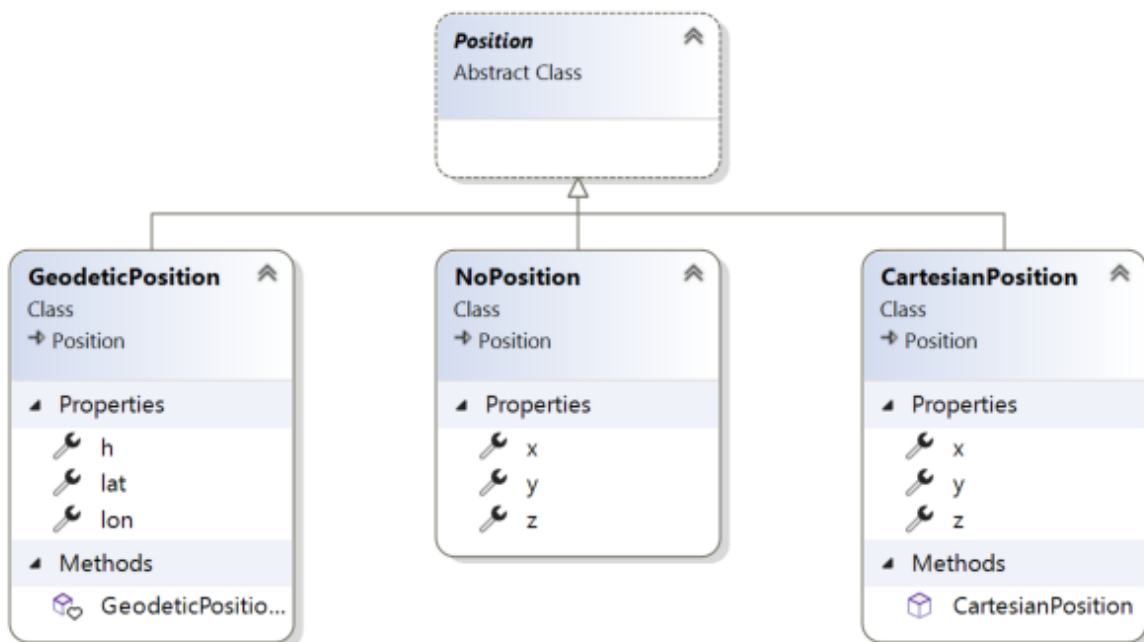 Position
Abstract Class
GeodeticPosition
Class
Position
Properties
h
lat
lon
Methods
GeodeticPositio...
NoPosition
Class
Position
Properties
x
y
z
CartesianPosition
Class
Position
Properties
x
y
z
Methods
CartesianPosition